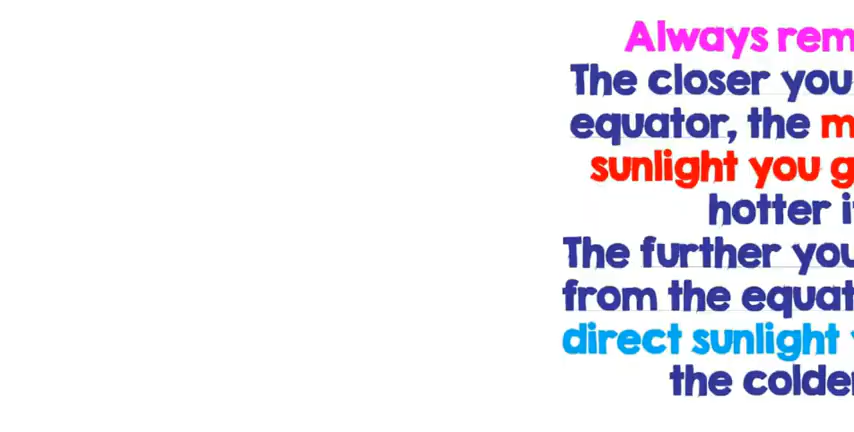 Always rem
The closer you
equator, the m
sunlight you g
hotter i
The further you
from the equat
direct sunlight
the colder